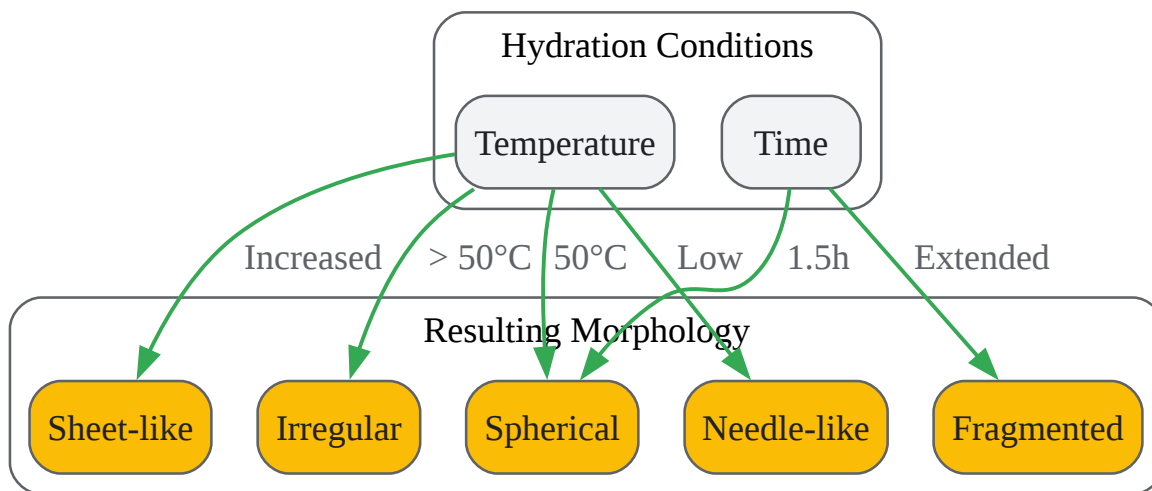 Hydration Conditions
Temperature
Time
Increased
> 50°C
50°C
Low
1.5h
Extended
Resulting Morphology
Sheet-like
Irregular
Spherical
Needle-like
Fragmented